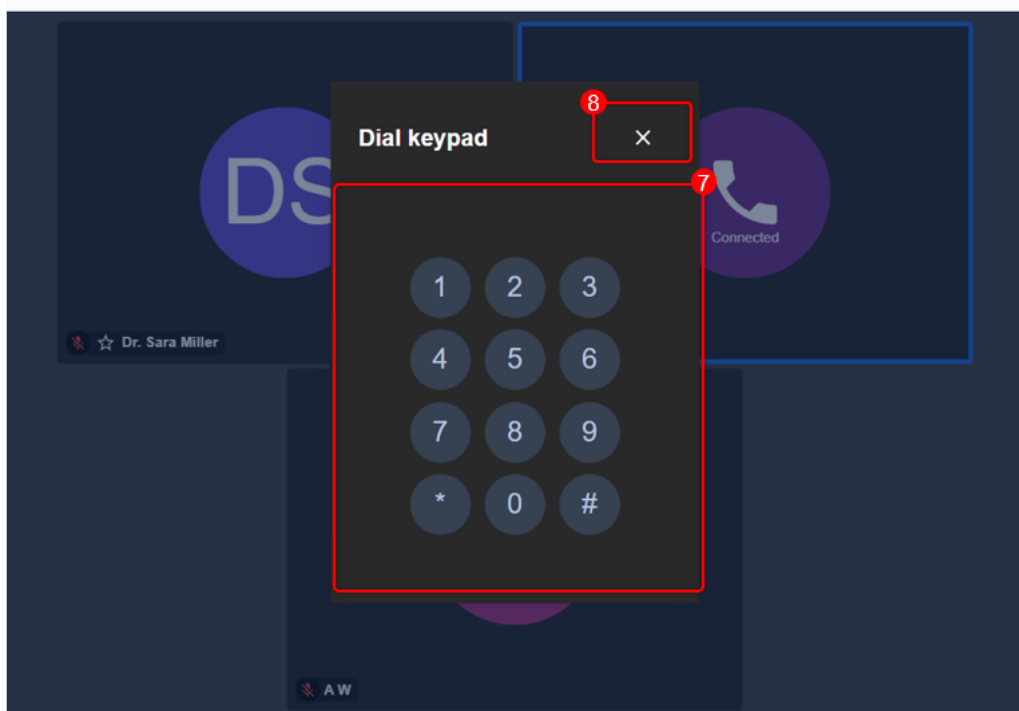 8
Dial keypad
7
DS
Connected
1 2 3
☆ Dr. Sara Miller
4 5 6
7 8 9
* 0 #
A W